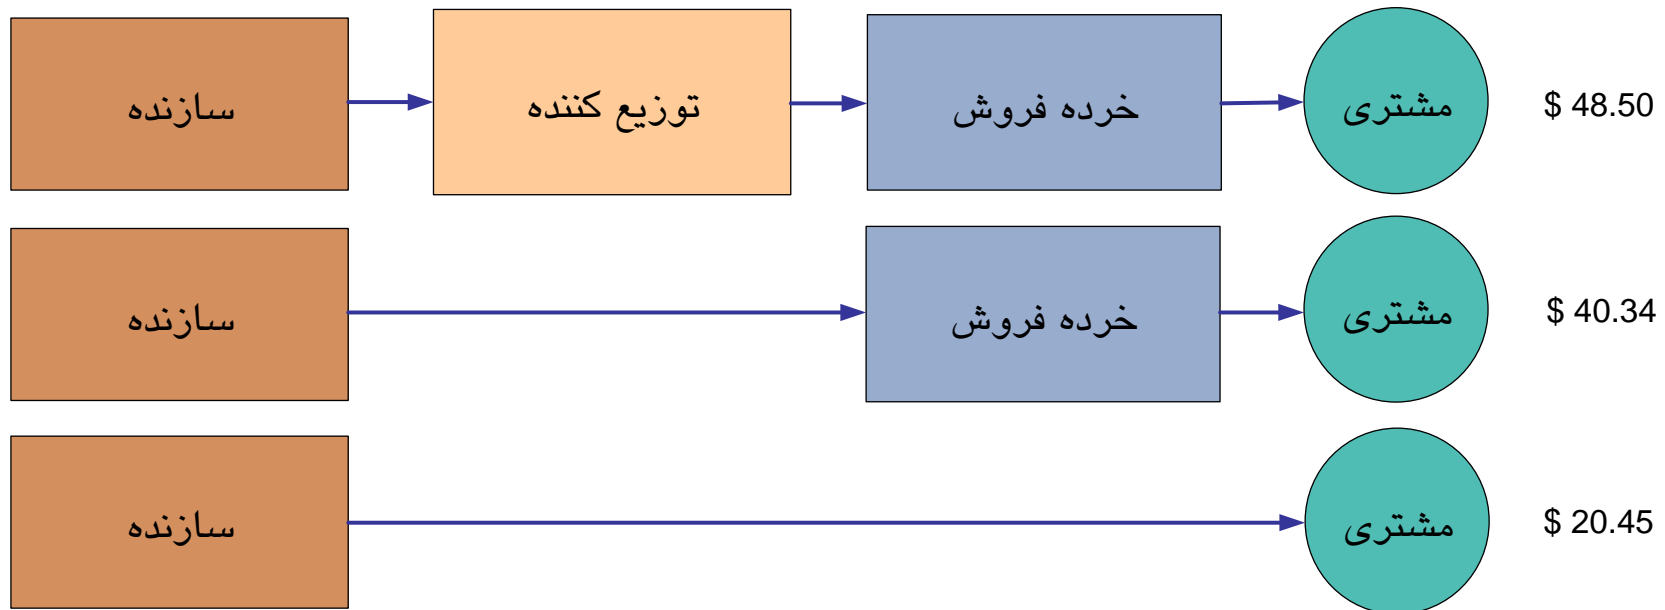 سازنده
توزیع کننده
خرده فروش
مشتری
$ 48.50
سازنده
خرده فروش
مشتری
$ 40.34
سازنده
مشتری
$ 20.45